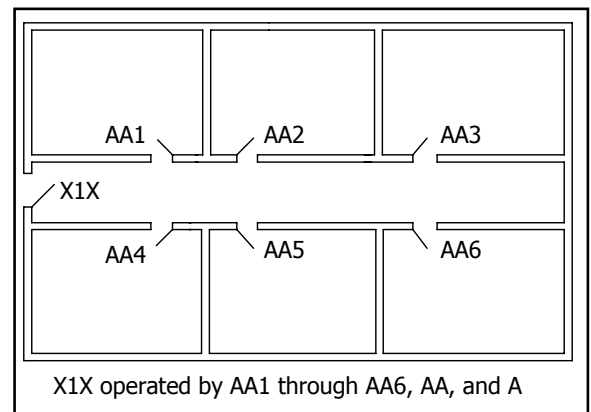 AA1 AA2 AA3
X1X
AA4 AA5 AA6
X1X operated by AA1 through AA6, AA, and A